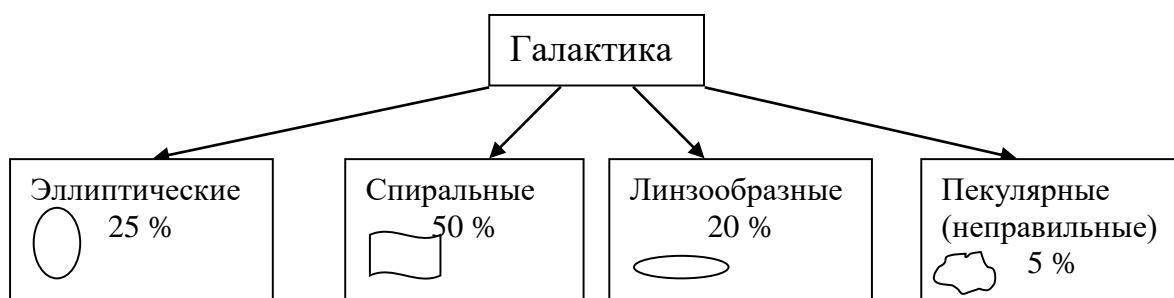 Галактика
Эллиптические
25 %
Спиральные
50 %
Линзообразные
20 %
Пекулярные
(неправильные)
5 %